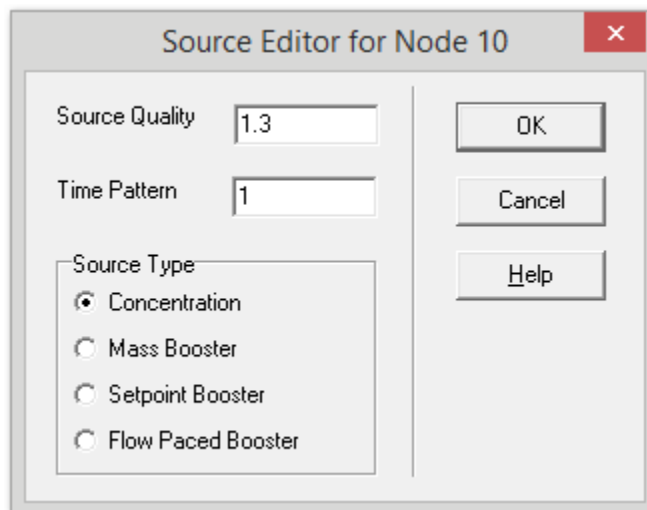 Source Editor for Node 10
Source Quality 1.3
Time Pattern 1
Source Type
Concentration
Mass Booster
Setpoint Booster
Flow Paced Booster
OK
Cancel
Help